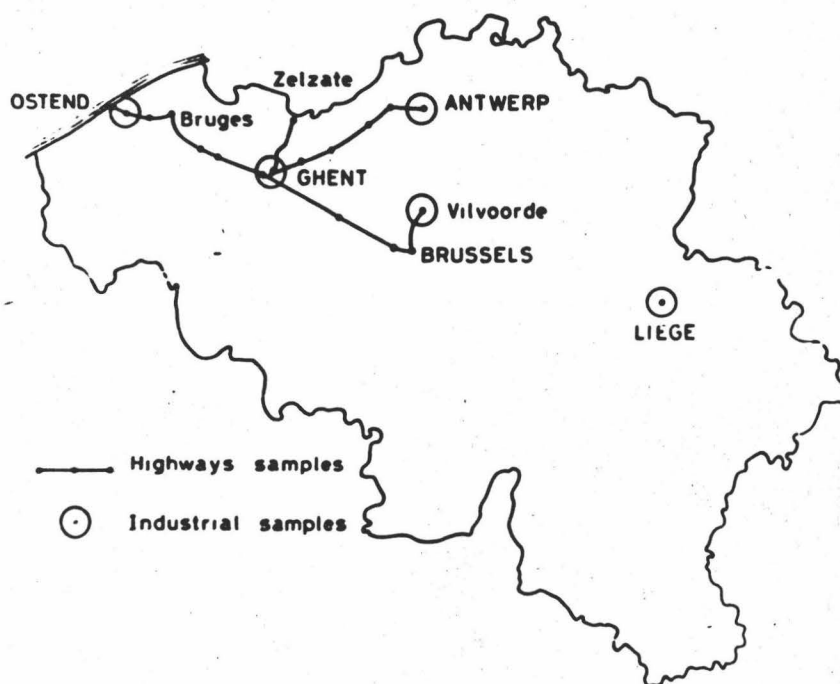 Zelzate
OSTEND
ANTWERP
Bruges
GHENT
Vilvoorde
BRUSSELS
LIEGE
Highways samples
Industrial samples